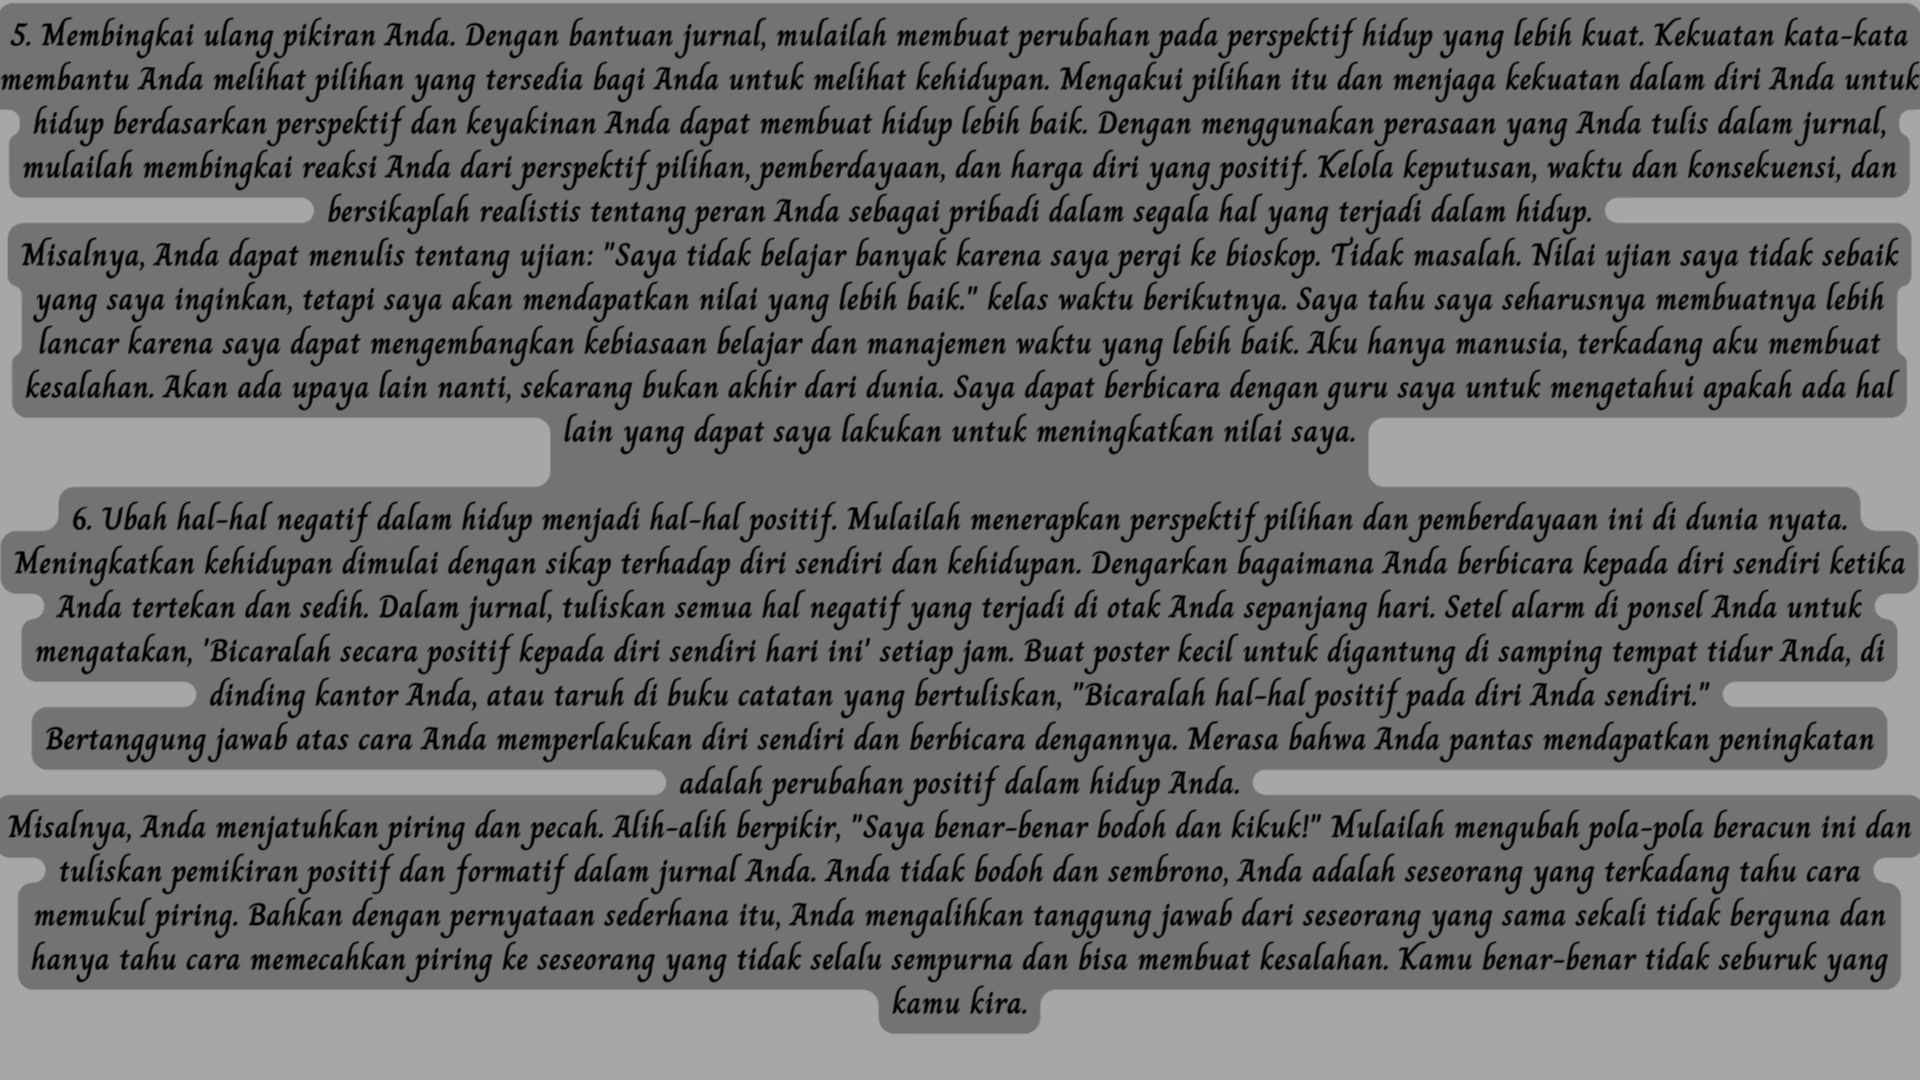 5. Membingkai ulang pikiran Anda. Dengan bantuan jurnal, mulailah membuat perubahan pada perspektif hidup yang lebih kuat. Kekuatan kata-kata
membantu Anda melihat pilihan yang tersedia bagi Anda untuk melihat kehidupan. Mengakui pilihan itu dan menjaga kekuatan dalam diri Anda untuk
hidup berdasarkan perspektif dan keyakinan Anda dapat membuat hidup lebih baik. Dengan menggunakan perasaan yang Anda tulis dalam jurnal,
mulailah membingkai reaksi Anda dari perspektif pilihan, pemberdayaan, dan harga diri yang positif. Kelola keputusan, waktu dan konsekuensi, dan
bersikaplah realistis tentang peran Anda sebagai pribadi dalam segala hal yang terjadi dalam hidup.
Misalnya, Anda dapat menulis tentang ujian: "Saya tidak belajar banyak karena saya pergi ke bioskop. Tidak masalah. Nilai ujian saya tidak sebaik
yang saya inginkan, tetapi saya akan mendapatkan nilai yang lebih baik." kelas waktu berikutnya. Saya tahu saya seharusnya membuatnya lebih
lancar karena saya dapat mengembangkan kebiasaan belajar dan manajemen waktu yang lebih baik. Aku hanya manusia, terkadang aku membuat
kesalahan. Akan ada upaya lain nanti, sekarang bukan akhir dari dunia. Saya dapat berbicara dengan guru saya untuk mengetahui apakah ada hal
lain yang dapat saya lakukan untuk meningkatkan nilai saya.
6. Ubah hal-hal negatif dalam hidup menjadi hal-hal positif. Mulailah menerapkan perspektif pilihan dan pemberdayaan ini di dunia nyata.
Meningkatkan kehidupan dimulai dengan sikap terhadap diri sendiri dan kehidupan. Dengarkan bagaimana Anda berbicara kepada diri sendiri ketika
Anda tertekan dan sedih. Dalam jurnal, tuliskan semua hal negatif yang terjadi di otak Anda sepanjang hari. Setel alarm di ponsel Anda untuk
mengatakan, 'Bicaralah secara positif kepada diri sendiri hari ini' setiap jam. Buat poster kecil untuk digantung di samping tempat tidur Anda, di
dinding kantor Anda, atau taruh di buku catatan yang bertuliskan, "Bicaralah hal-hal positif pada diri Anda sendiri."
Bertanggung jawab atas cara Anda memperlakukan diri sendiri dan berbicara dengannya. Merasa bahwa Anda pantas mendapatkan peningkatan
adalah perubahan positif dalam hidup Anda.
Misalnya, Anda menjatuhkan piring dan pecah. Alih-alih berpikir, "Saya benar-benar bodoh dan kikuk!" Mulailah mengubah pola-pola beracun ini dan
tuliskan pemikiran positif dan formatif dalam jurnal Anda. Anda tidak bodoh dan sembrono, Anda adalah seseorang yang terkadang tahu cara
memukul piring. Bahkan dengan pernyataan sederhana itu, Anda mengalihkan tanggung jawab dari seseorang yang sama sekali tidak berguna dan
hanya tahu cara memecahkan piring ke seseorang yang tidak selalu sempurna dan bisa membuat kesalahan. Kamu benar-benar tidak seburuk yang
kamu kira.